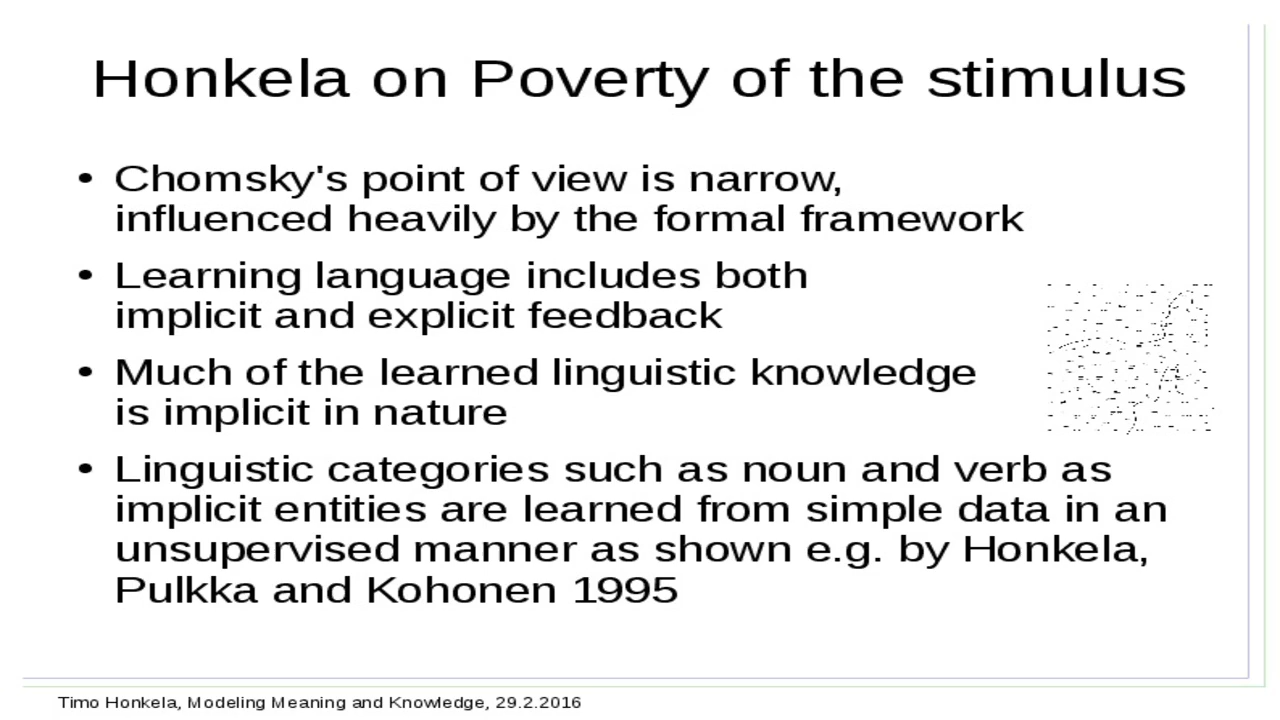 Honkela on Poverty of the stimulus
• Chomsky's point of view is narrow,
influenced heavily by the formal framework
• Learning language includes both
implicit and explicit feedback
• Much of the learned linguistic knowledge
is implicit in nature
• Linguistic categories such as noun and verb as
implicit entities are learned from simple data in an
unsupervised manner as shown e.g. by Honkela,
Pulkka and Kohonen 1995
Timo Honkela, Modeling Meaning and Knowledge, 29.2.2016